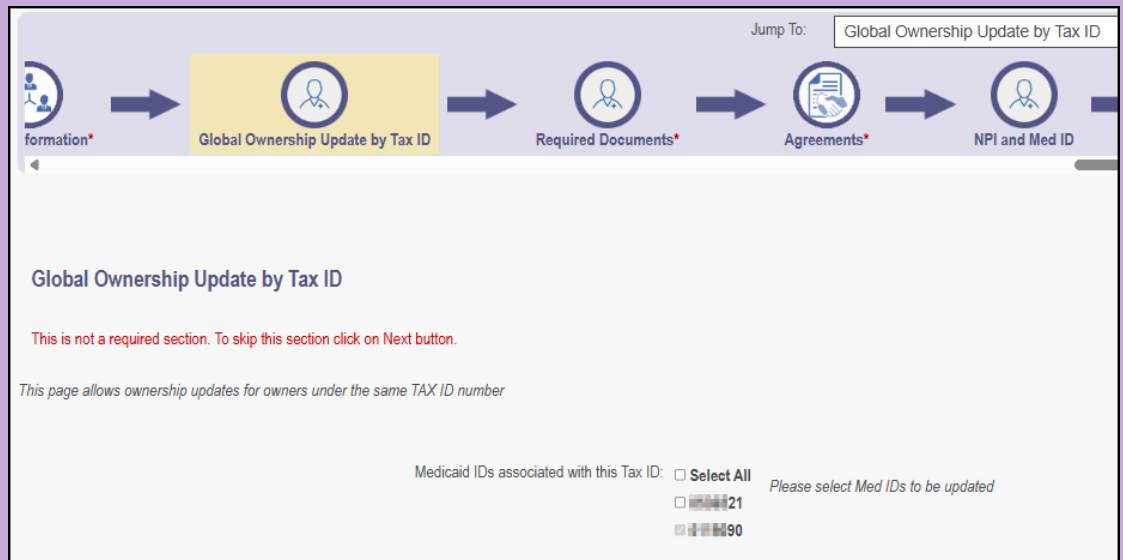 Jump To: Global Ownership Update by Tax ID
formation* Global Ownership Update by Tax ID Required Documents* Agreements* NPI and Med ID
Global Ownership Update by Tax ID
This is not a required section. To skip this section click on Next button.
This page allows ownership updates for owners under the same TAX ID number
Medicaid IDs associated with this Tax ID: Select All Please select Med IDs to be updated
21
90